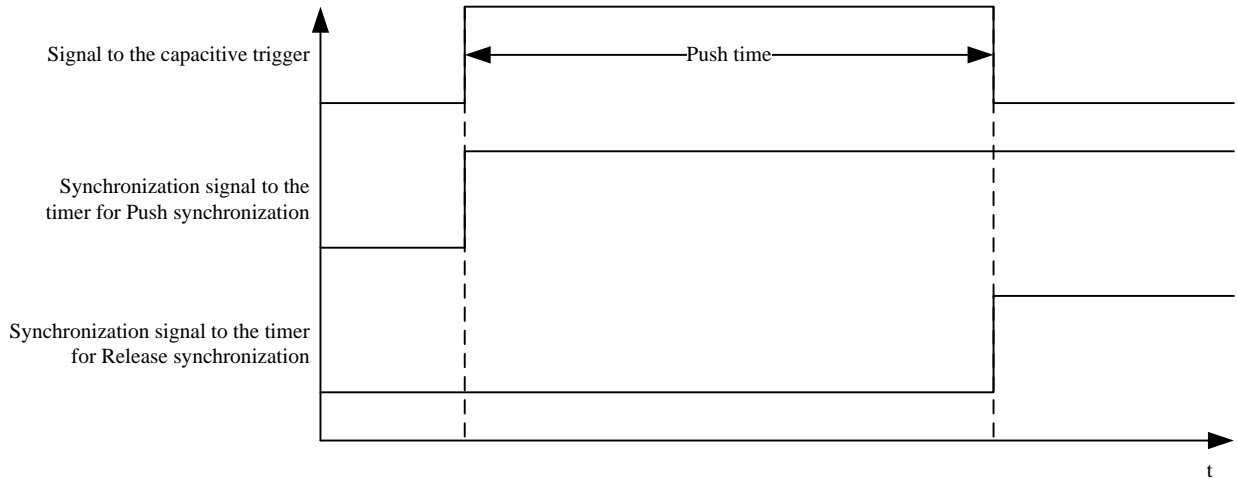 Signal to the capacitive trigger
Push time
Synchronization signal to the
timer for Push synchronization
Synchronization signal to the timer
for Release synchronization
t